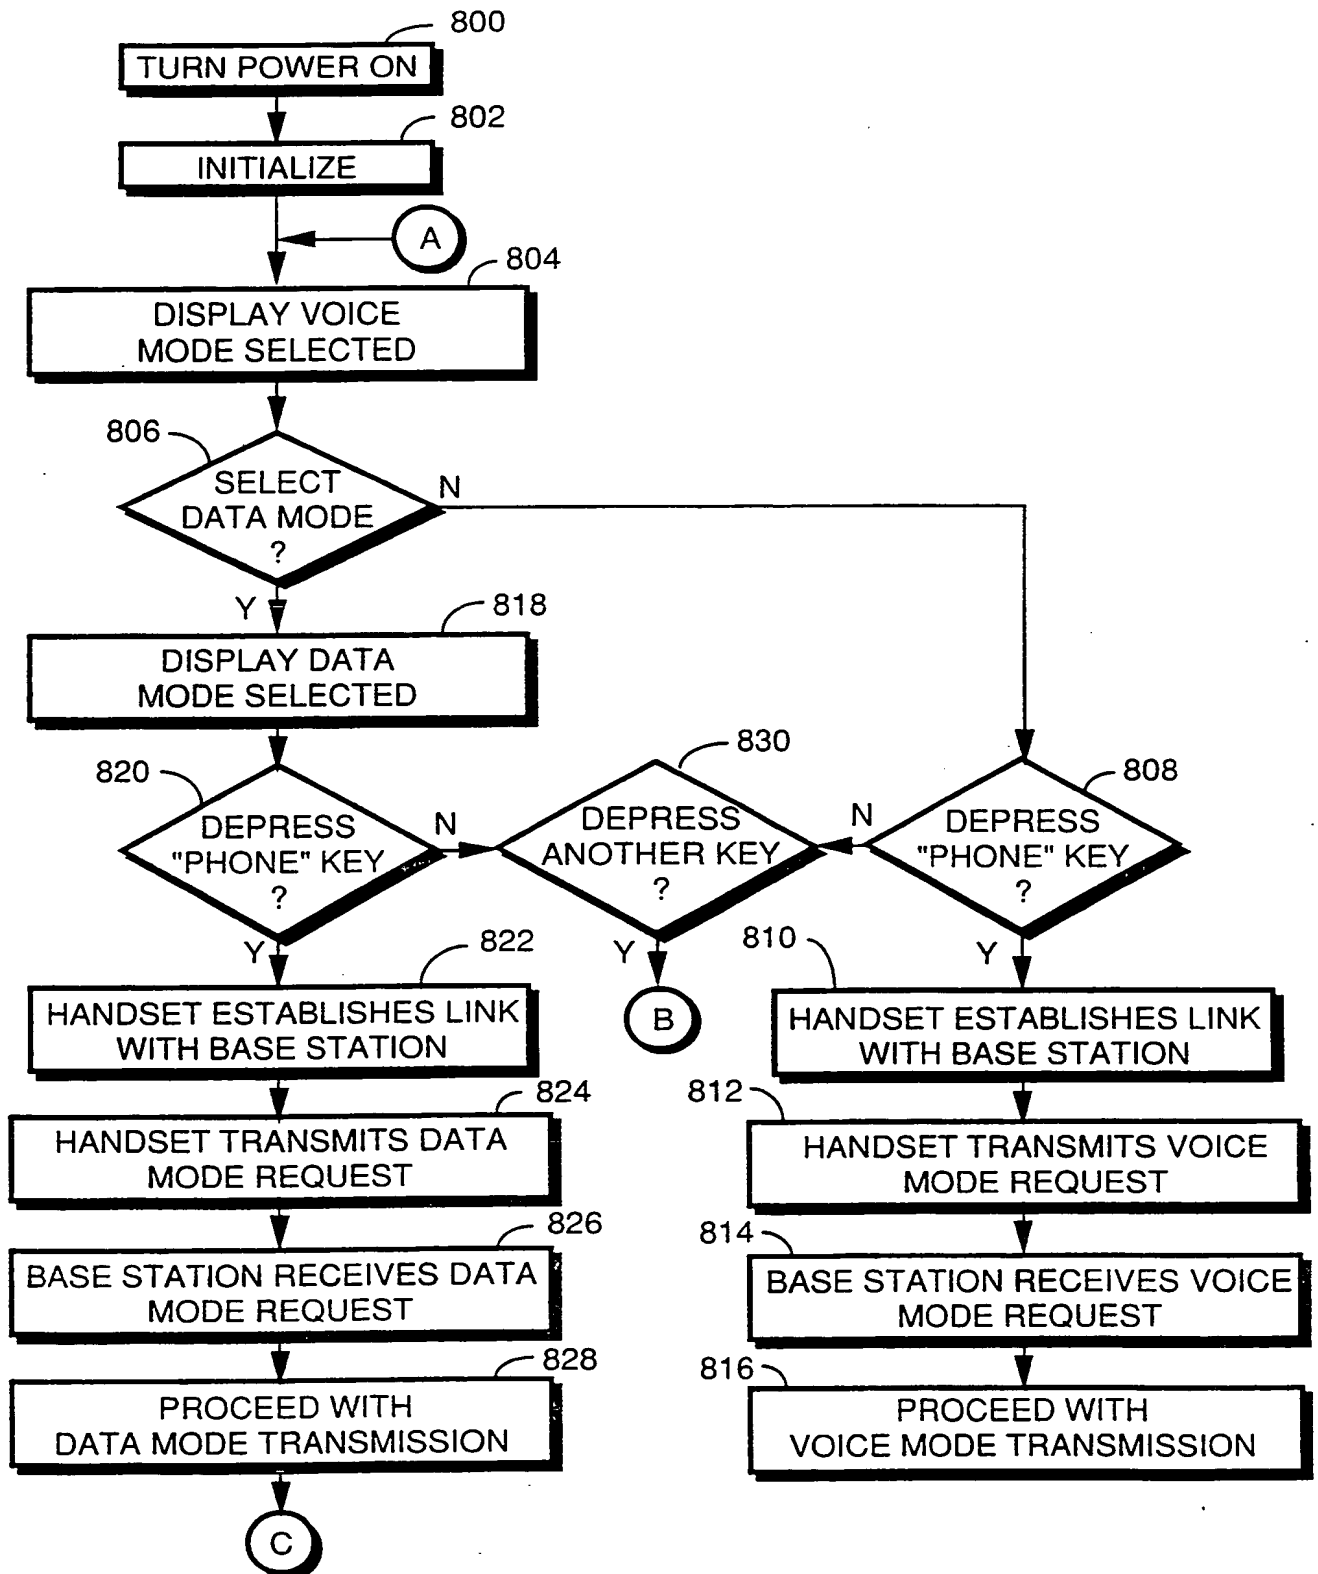 800
TURN POWER ON
802
INITIALIZE
A
804
DISPLAY VOICE
MODE SELECTED
806
SELECT
DATA MODE
?
N
Y
818
DISPLAY DATA
MODE SELECTED
820
DEPRESS
"PHONE" KEY
?
N
Y
830
DEPRESS
ANOTHER KEY
?
Y
B
808
DEPRESS
"PHONE" KEY
?
N
Y
822
HANDSET ESTABLISHES LINK
WITH BASE STATION
824
HANDSET TRANSMITS DATA
MODE REQUEST
826
BASE STATION RECEIVES DATA
MODE REQUEST
828
PROCEED WITH
DATA MODE TRANSMISSION
C
810
HANDSET ESTABLISHES LINK
WITH BASE STATION
812
HANDSET TRANSMITS VOICE
MODE REQUEST
814
BASE STATION RECEIVES VOICE
MODE REQUEST
816
PROCEED WITH
VOICE MODE TRANSMISSION